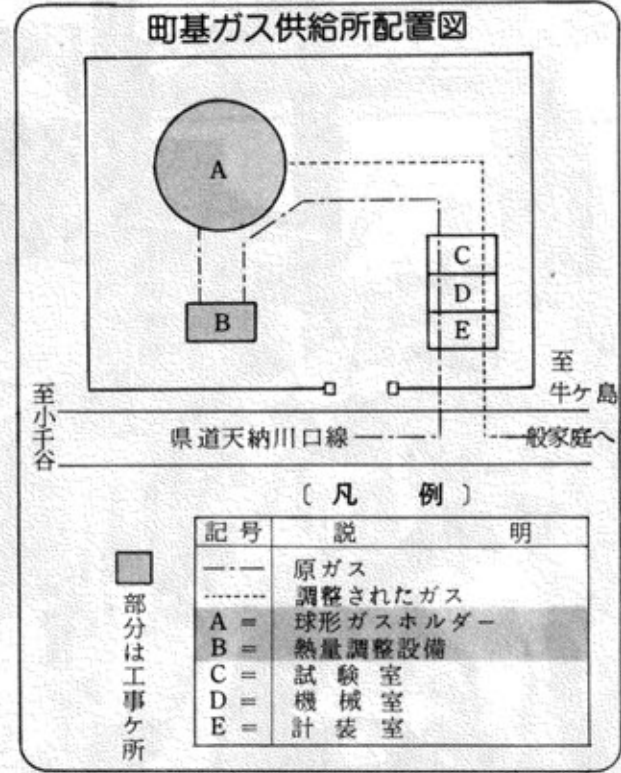 町基ガス供給所配置図
A
B
C
D
E
至小千谷
至牛ヶ島
県道天納川口線
一般家庭へ
〔凡 例〕
記号 説 明
原ガス
調整されたガス
A = 球形ガスホルダー
B = 熱量調整設備
C = 試験室
D = 機械室
E = 計装室
部分は工事ケ所